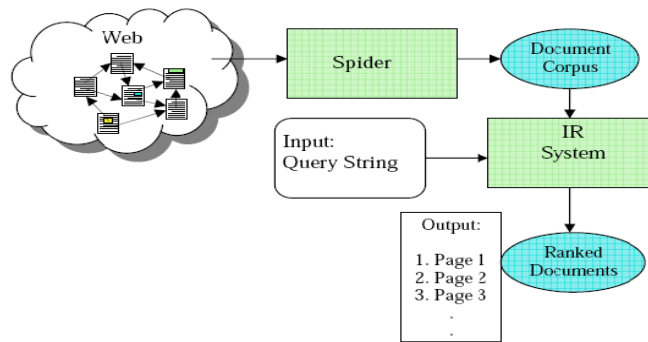 Web
Spider
Document
Corpus
Input:
Query String
IR
System
Output:
1. Page 1
2. Page 2
3. Page 3
.
.
Ranked
Documents